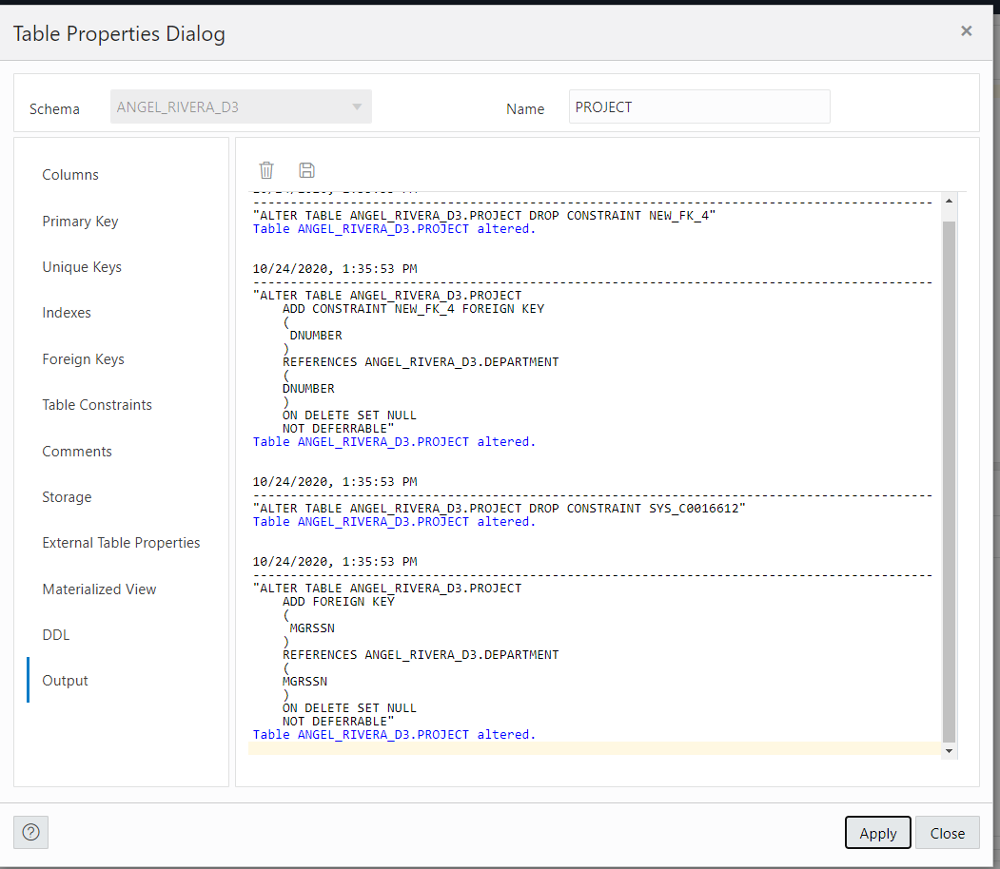 Table Properties Dialog
×
Schema
ANGEL_RIVERA_D3
Name
PROJECT
Columns
Primary Key
Unique Keys
Indexes
Foreign Keys
Table Constraints
Comments
Storage
External Table Properties
Materialized View
DDL
Output
--------------------------------------------------------------------------------------------
"ALTER TABLE ANGEL_RIVERA_D3.PROJECT DROP CONSTRAINT NEW_FK_4"
Table ANGEL_RIVERA_D3.PROJECT altered.
10/24/2020, 1:35:53 PM
--------------------------------------------------------------------------------------------
"ALTER TABLE ANGEL_RIVERA_D3.PROJECT
ADD CONSTRAINT NEW_FK_4 FOREIGN KEY
(
DNUMBER
)
REFERENCES ANGEL_RIVERA_D3.DEPARTMENT
(
DNUMBER
)
ON DELETE SET NULL
NOT DEFERRABLE"
Table ANGEL_RIVERA_D3.PROJECT altered.
10/24/2020, 1:35:53 PM
--------------------------------------------------------------------------------------------
"ALTER TABLE ANGEL_RIVERA_D3.PROJECT DROP CONSTRAINT SYS_C0016612"
Table ANGEL_RIVERA_D3.PROJECT altered.
10/24/2020, 1:35:53 PM
--------------------------------------------------------------------------------------------
"ALTER TABLE ANGEL_RIVERA_D3.PROJECT
ADD FOREIGN KEY
(
MGRSSN
)
REFERENCES ANGEL_RIVERA_D3.DEPARTMENT
(
MGRSSN
)
ON DELETE SET NULL
NOT DEFERRABLE"
Table ANGEL_RIVERA_D3.PROJECT altered.
?
Apply
Close